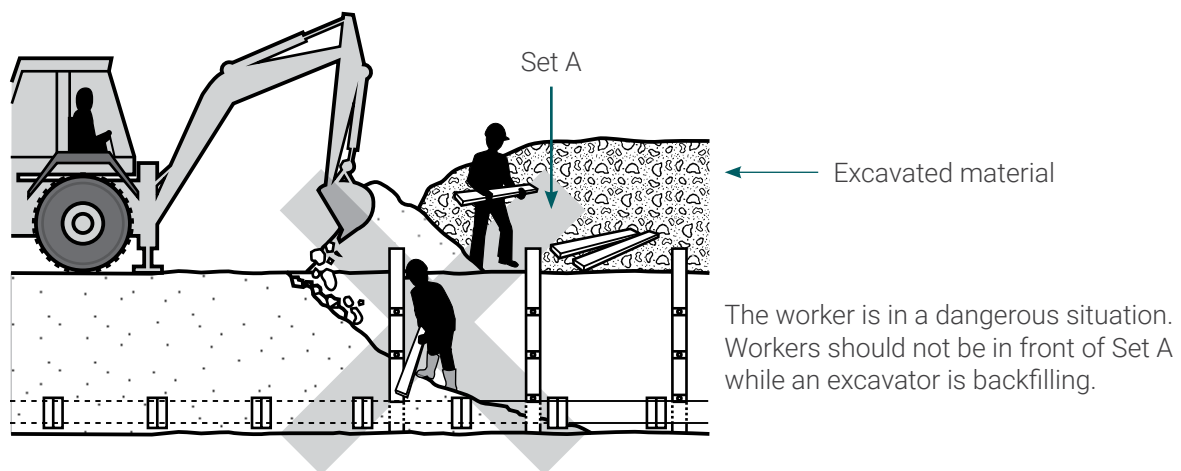 Set A
Excavated material
The worker is in a dangerous situation.
Workers should not be in front of Set A
while an excavator is backfilling.